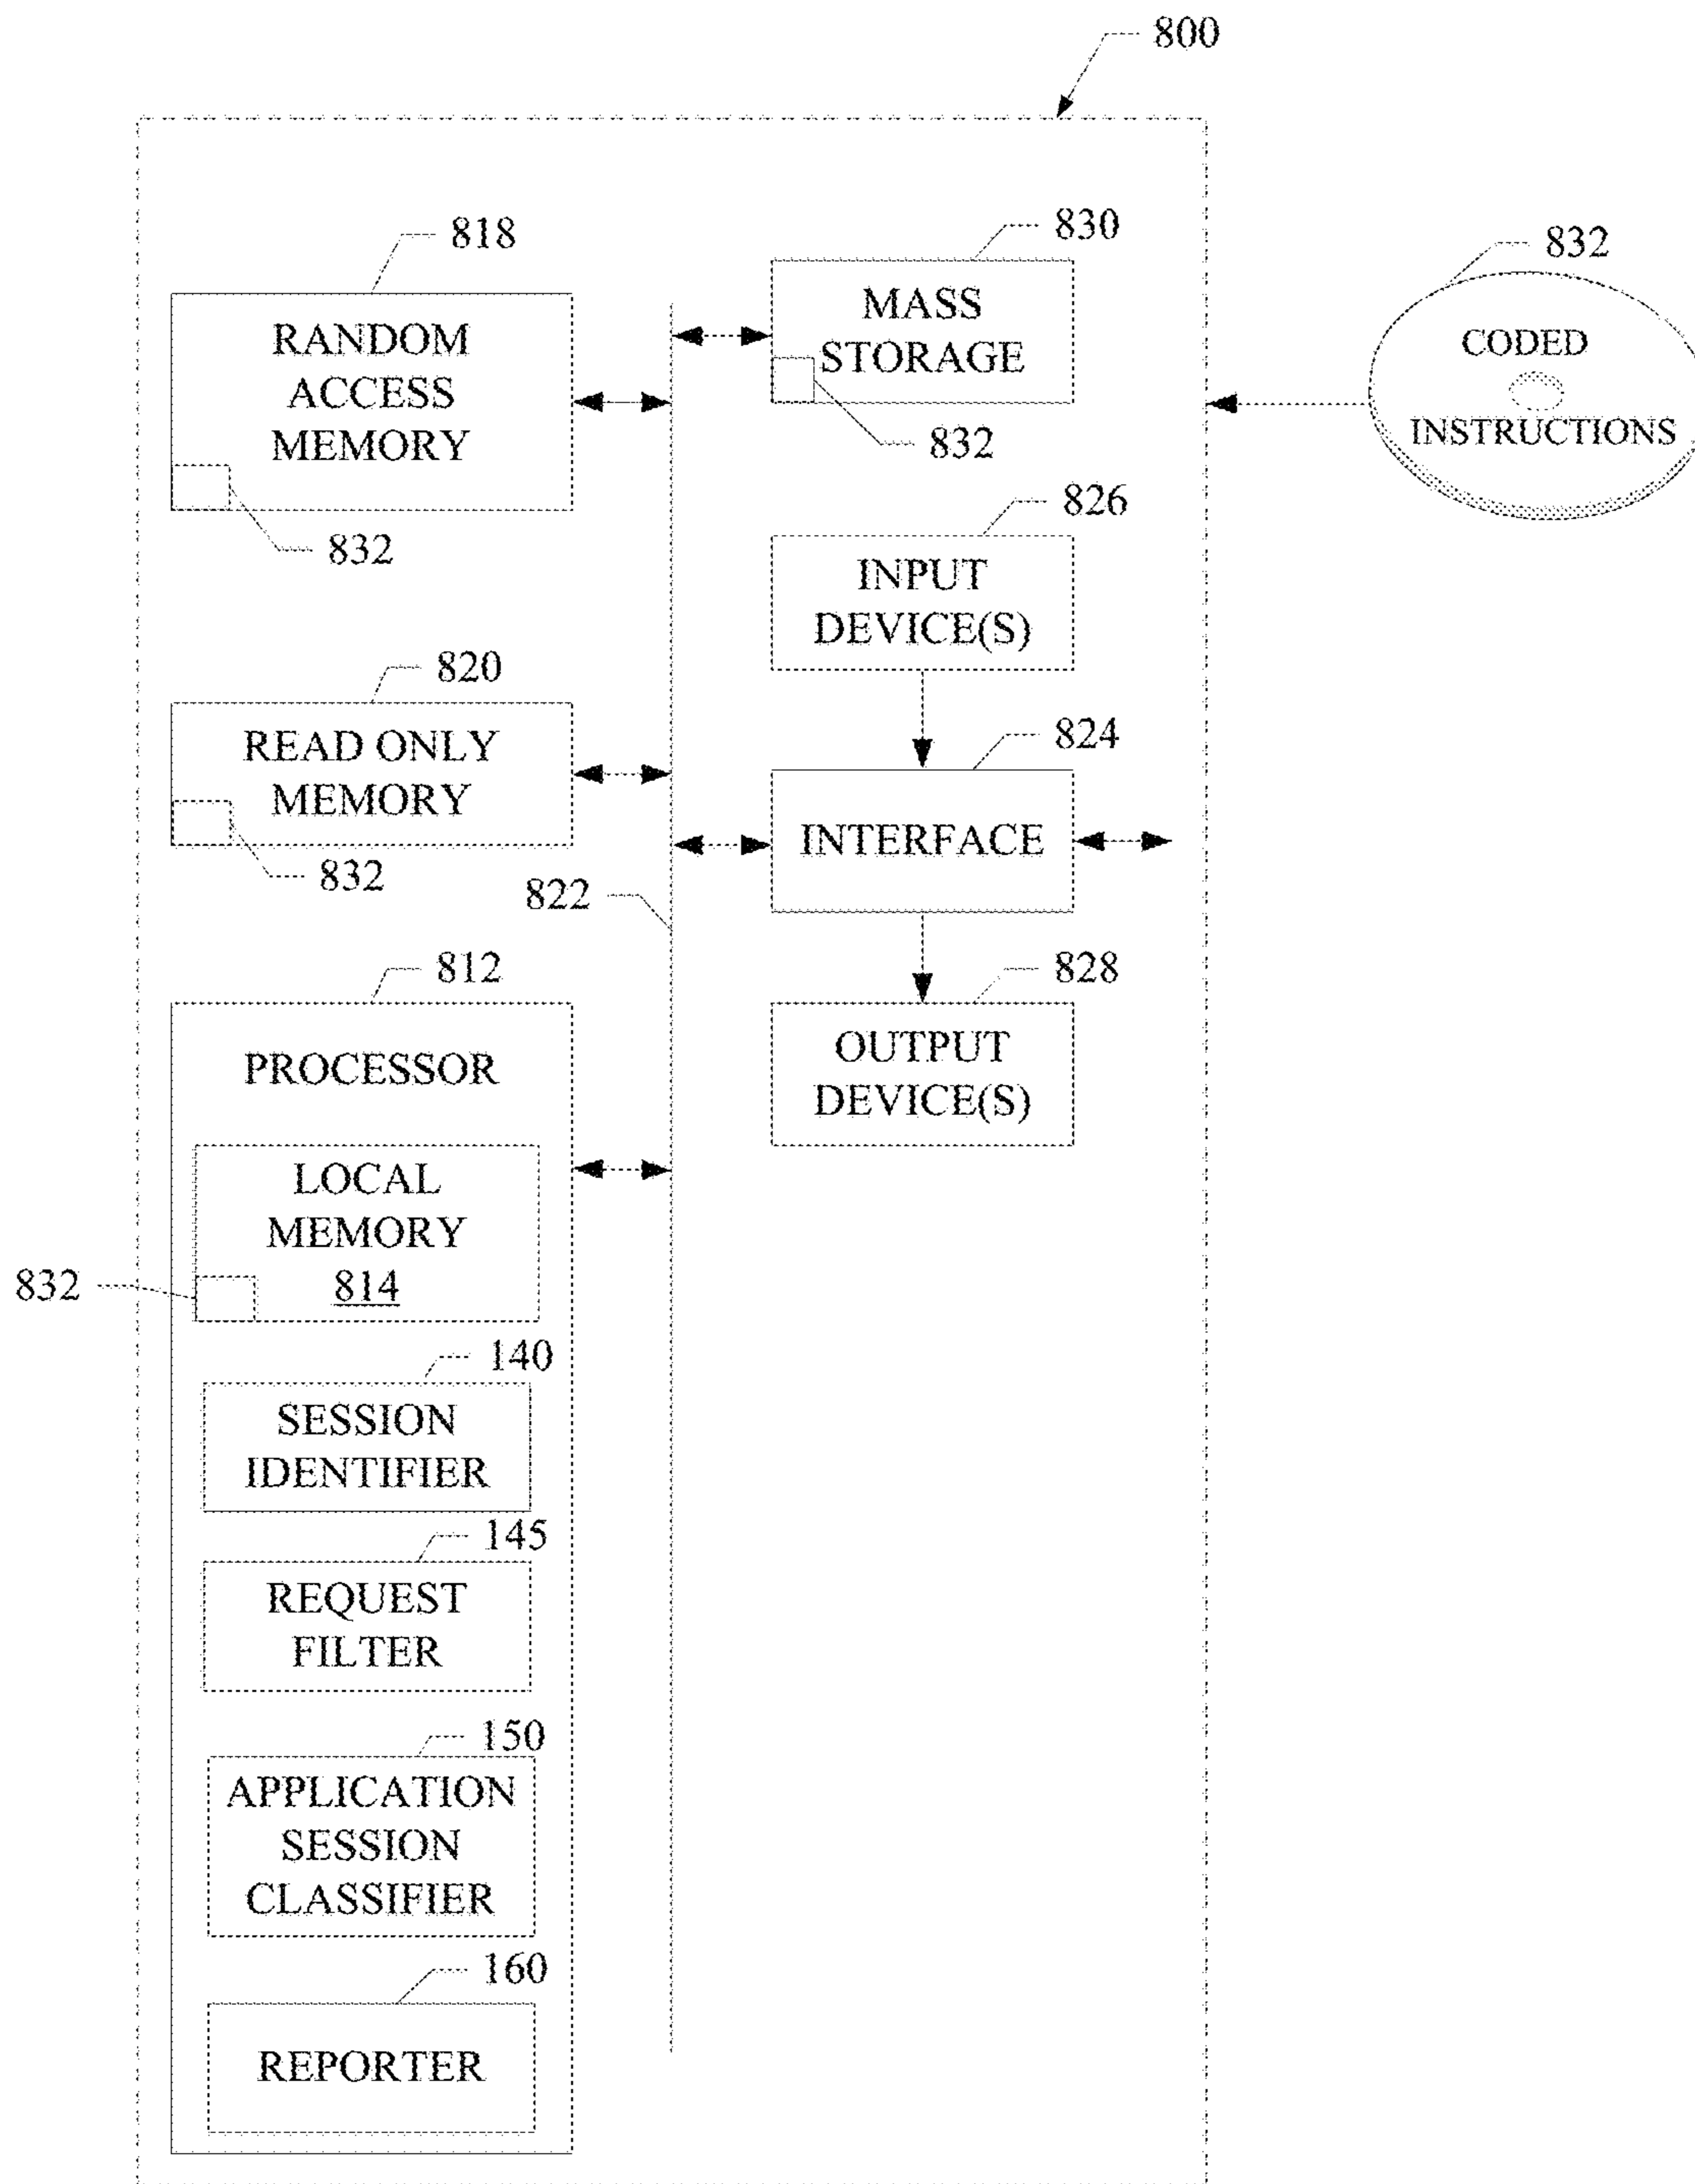 800
818
RANDOM
ACCESS
MEMORY
832
830
MASS
STORAGE
832
832
CODED
INSTRUCTIONS
826
INPUT
DEVICE(S)
820
READ ONLY
MEMORY
832
824
INTERFACE
822
812
PROCESSOR
828
OUTPUT
DEVICE(S)
LOCAL
MEMORY
814
832
140
SESSION
IDENTIFIER
145
REQUEST
FILTER
150
APPLICATION
SESSION
CLASSIFIER
160
REPORTER